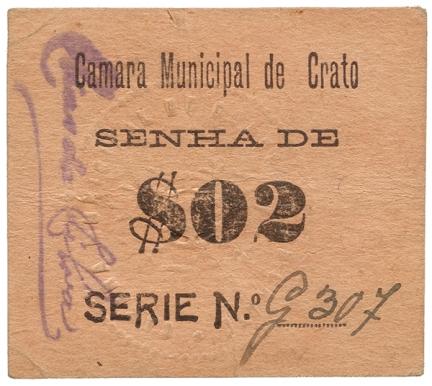 Camara Municipal de Crato
SENHA DE
$02
SERIE N.º G 307